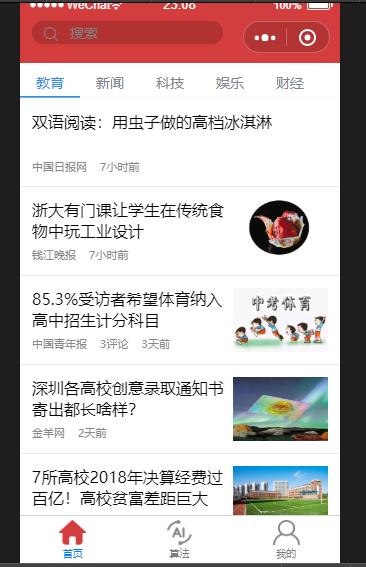 WeChat
23:08
100%
搜索
教育 新闻 科技 娱乐 财经
双语阅读：用虫子做的高档冰淇淋
中国日报网 7小时前
浙大有门课让学生在传统食
物中玩工业设计
钱江晚报 7小时前
85.3%受访者希望体育纳入
高中招生计分科目
中国青年报 3评论 3天前
中考体育
深圳各高校创意录取通知书
寄出都长啥样?
金羊网 2天前
7所高校2018年决算经费过
百亿！高校贫富差距巨大
AI
首页 算法 我的